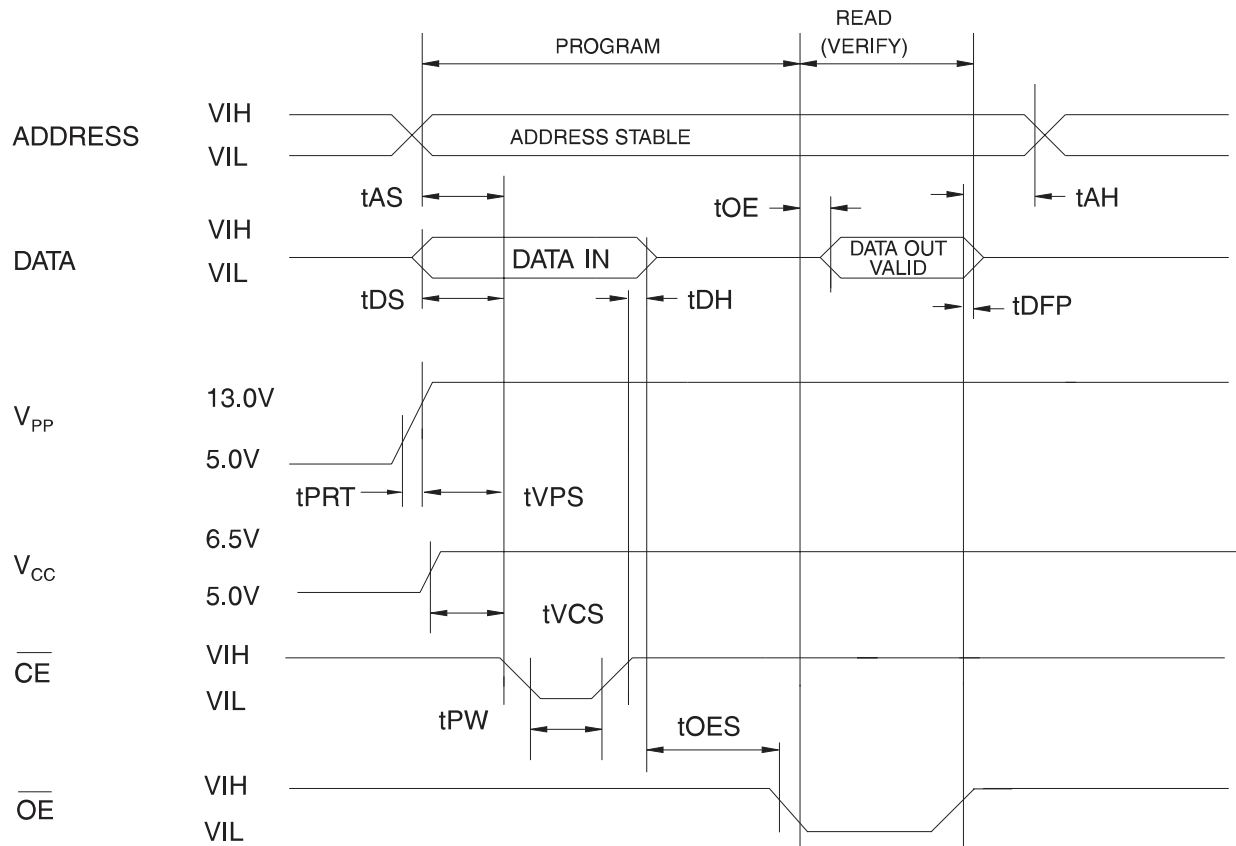 READ
PROGRAM (VERIFY)
ADDRESS VIH
VIL
ADDRESS STABLE
tAS tOE tAH
DATA VIH
VIL
DATA IN
DATA OUT
VALID
tDS tDH tDFP
VPP 13.0V
5.0V
tPRT tVPS
VCC 6.5V
5.0V
tVCS
CE VIH
VIL
tPW tOES
OE VIH
VIL